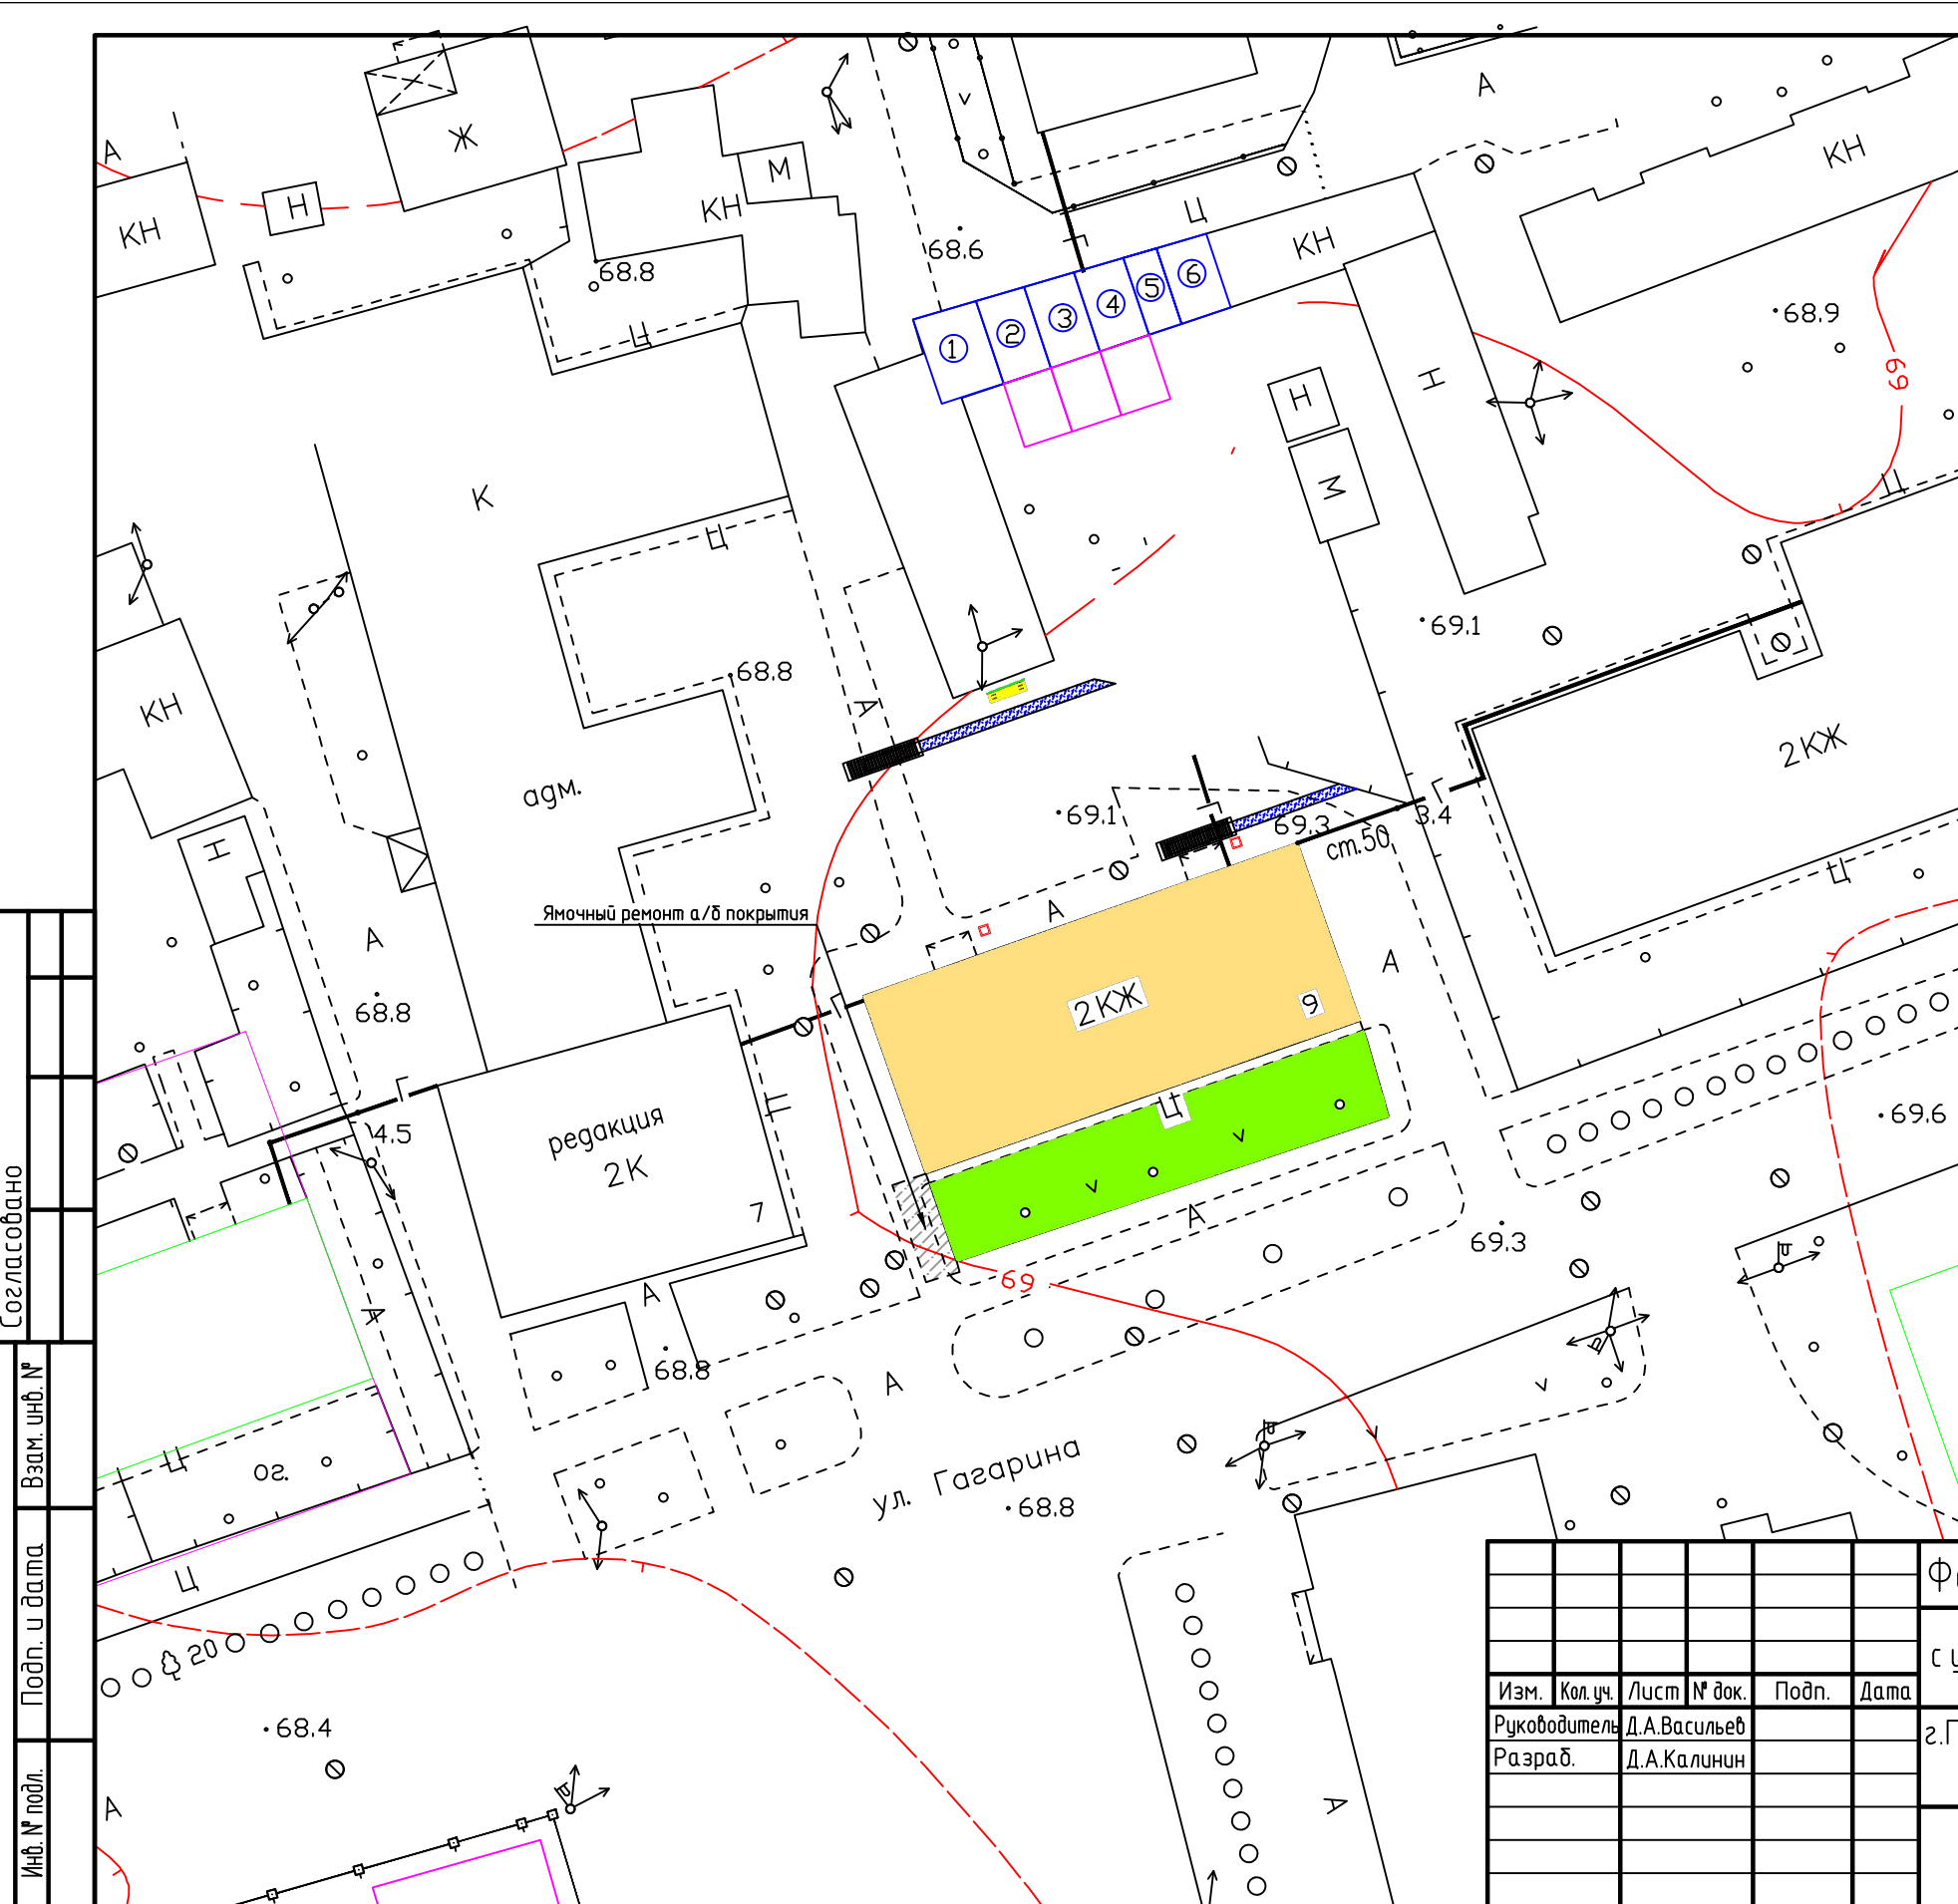 А
Ж
М
А
КН
КН
Н
КН
Ц
КН
68.6
68.8
Ц
68.9
1
2
3
4
5
6
69
Н
Н
К
М
Ц
Ц
69.1
68.8
КН
А
2КЖ
адм.
69.1
69.3
3.4
ст.50
Н
Ц
Ямочный ремонт а/б покрытия
А
А
А
68.8
2КЖ
9
Ц
4.5
редакция
2К
7
Ц
69.6
А
69.3
69
А
А
68.8
А
Ц
ог.
ул. Гагарина
68.8
Ц
20
68.4
А
А
Согласовано
Взам. инв. №
Подп. и дата
Инв. № подл.
Изм. Кол.уч. Лист № док. Подп. Дата
Руководитель Д.А.Васильев
Разраб. Д.А.Калинин
г.П